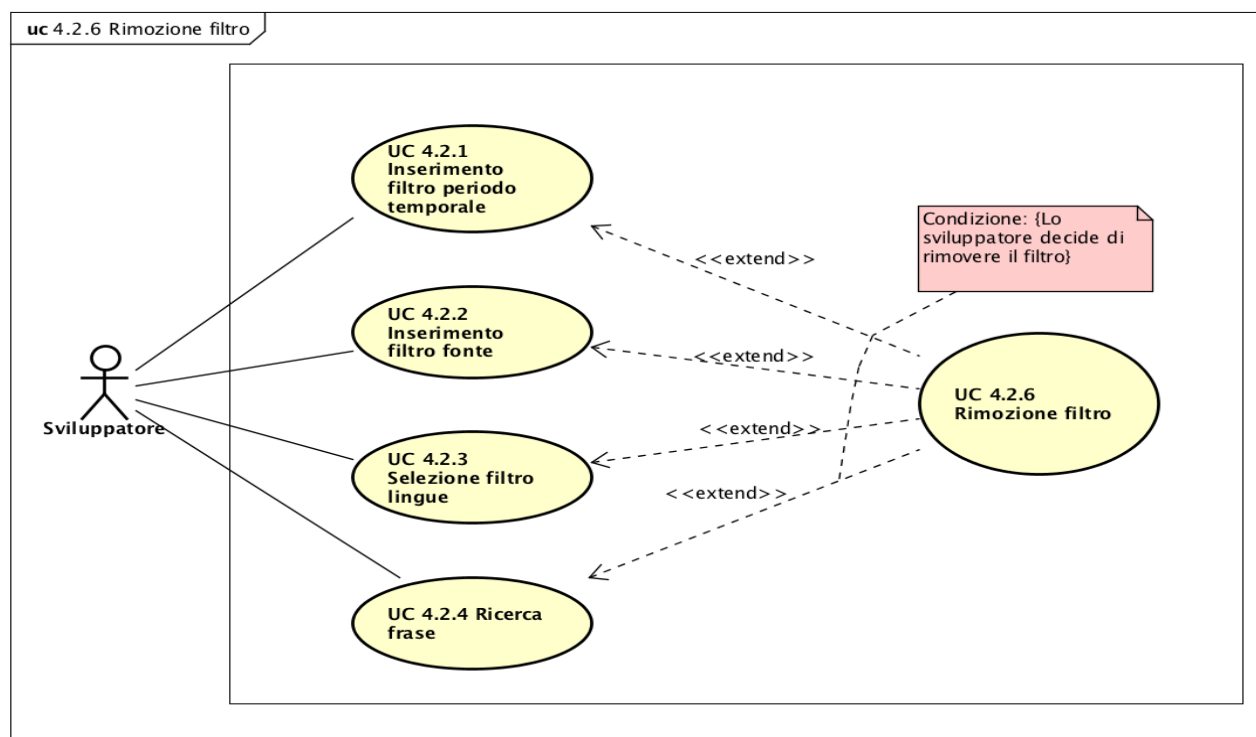 uc 4.2.6 Rimozione filtro
UC 4.2.1
Inserimento
filtro periodo
temporale
Condizione: {Lo
sviluppatore decide di
rimovere il filtro}
<<extend>>
UC 4.2.2
Inserimento
filtro fonte
<<extend>>
UC 4.2.6
Rimozione filtro
Sviluppatore
<<extend>>
UC 4.2.3
Selezione filtro
lingue
<<extend>>
UC 4.2.4 Ricerca
frase